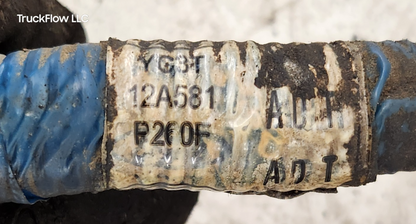 TruckFlow LLC
YC3T
12A581
P260F
ADT
ADT